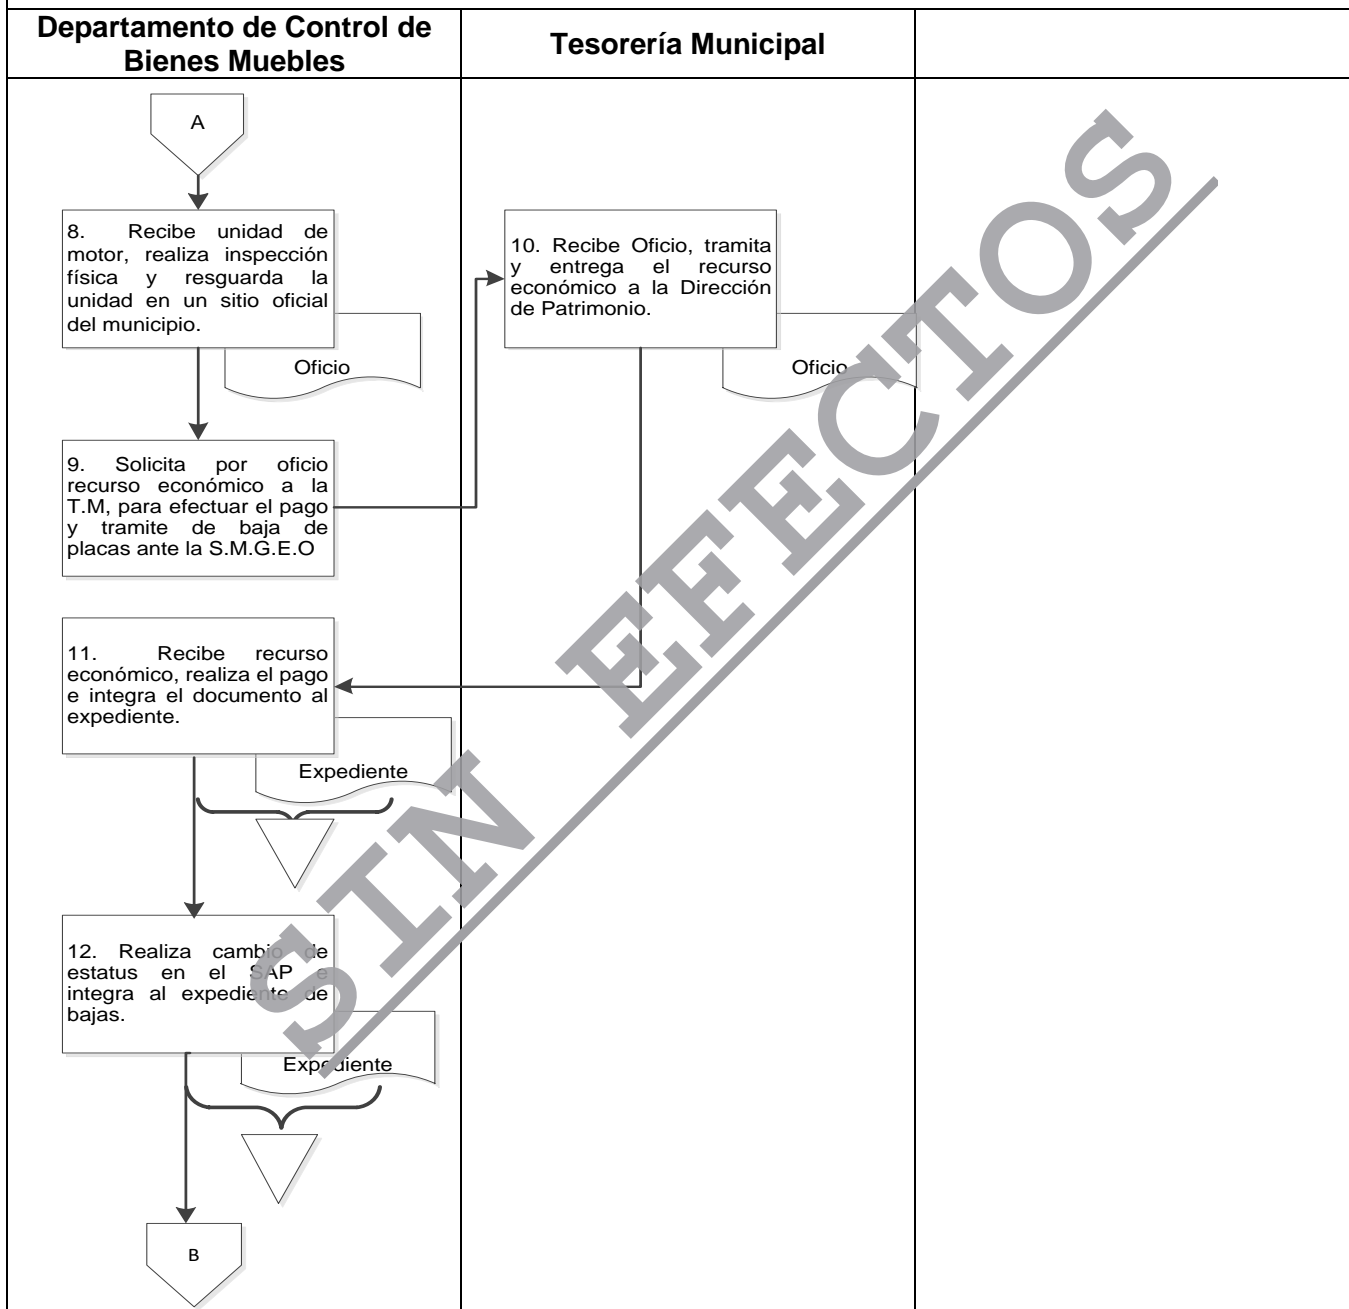 Departamento de Control de
Bienes Muebles
Tesorería Municipal
A
8. Recibe unidad de
motor, realiza inspección
física y resguarda la
unidad en un sitio oficial
del municipio.
Oficio
9. Solicita por oficio
recurso económico a la
T.M, para efectuar el pago
y tramite de baja de
placas ante la S.M.G.E.O
10. Recibe Oficio, tramita
y entrega el recurso
económico a la Dirección
de Patrimonio.
Oficio
11. Recibe recurso
económico, realiza el pago
e integra el documento al
expediente.
Expediente
12. Realiza cambio de
estatus en el SAP e
integra al expediente de
bajas.
Expediente
B
SIN EFECTOS